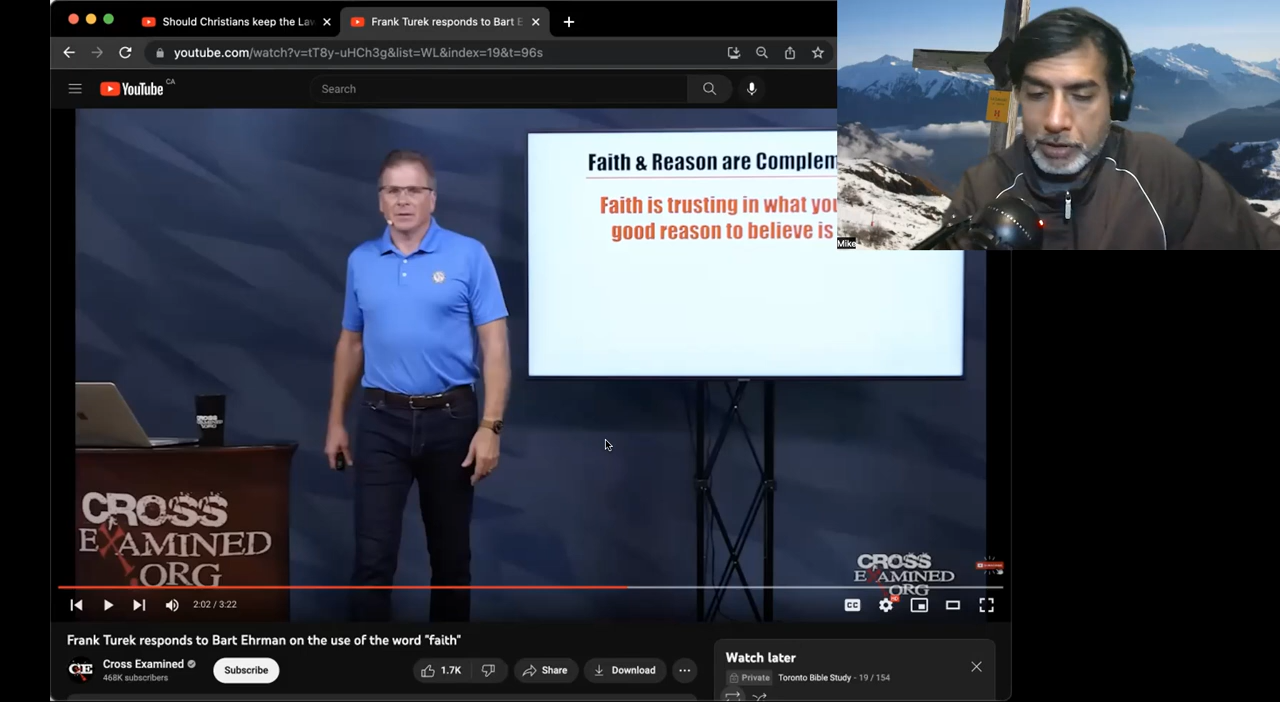 Should Christians keep the Law
Frank Turek responds to Bart E
youtube.com/watch?v=tT8y-uHCh3g&list=WL&index=19&t=96s
YouTube CA
Search
Faith & Reason are Complem
Faith is trusting in what you
good reason to believe is
Mike
CROSS
EXAMINED
.ORG
CROSS
EXAMINED
.ORG
2:02 / 3:22
CC
HD
Frank Turek responds to Bart Ehrman on the use of the word "faith"
Cross Examined
468K subscribers
Subscribe
1.7K
Share
Download
Watch later
Private
Toronto Bible Study - 19 / 154